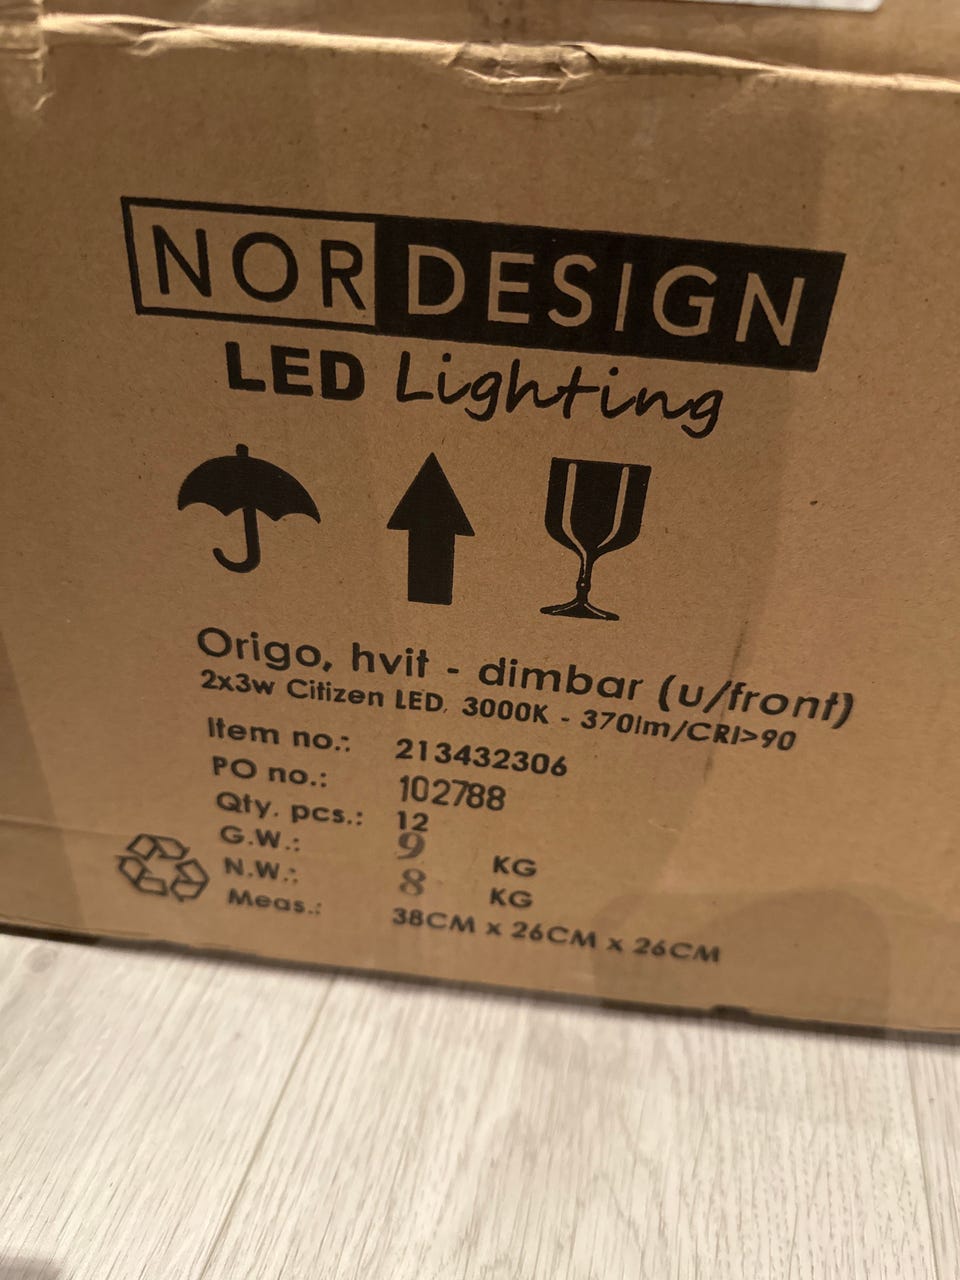 NORDESIGN
LED Lighting
Origo, hvit - dimbar (u/front)
2x3w Citizen LED, 3000K - 370lm/CRI>90
Item no.: 213432306
PO no.: 102788
Qty. pcs.: 12
G.W.: 9 KG
N.W.: 8 KG
Meas.: 38CM x 26CM x 26CM